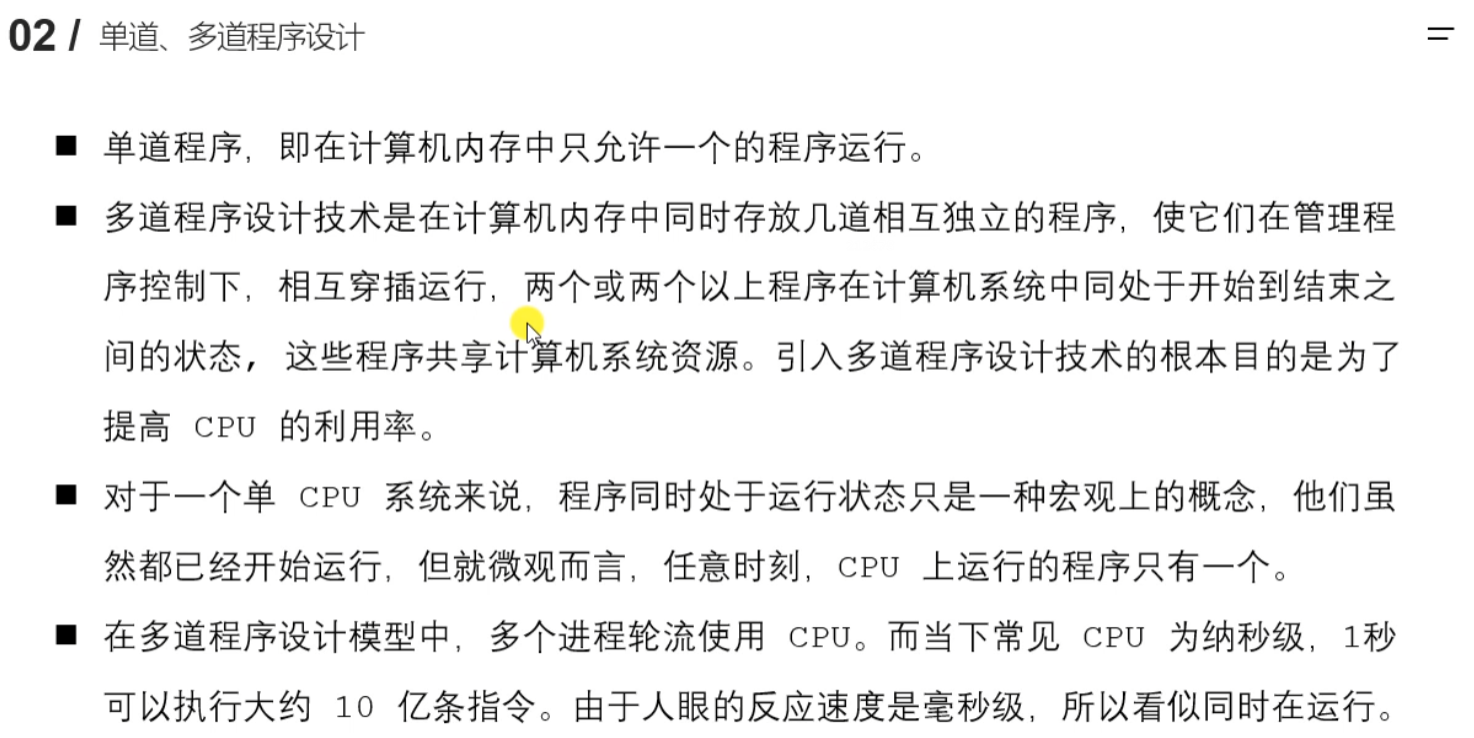 02 / 单道、多道程序设计
■ 单道程序，即在计算机内存中只允许一个的程序运行。
■ 多道程序设计技术是在计算机内存中同时存放几道相互独立的程序，使它们在管理程
序控制下，相互穿插运行，两个或两个以上程序在计算机系统中同处于开始到结束之
间的状态, 这些程序共享计算机系统资源。引入多道程序设计技术的根本目的是为了
提高 CPU 的利用率。
■ 对于一个单 CPU 系统来说，程序同时处于运行状态只是一种宏观上的概念，他们虽
然都已经开始运行，但就微观而言，任意时刻，CPU 上运行的程序只有一个。
■ 在多道程序设计模型中，多个进程轮流使用 CPU。而当下常见 CPU 为纳秒级，1秒
可以执行大约 10 亿条指令。由于人眼的反应速度是毫秒级，所以看似同时在运行。